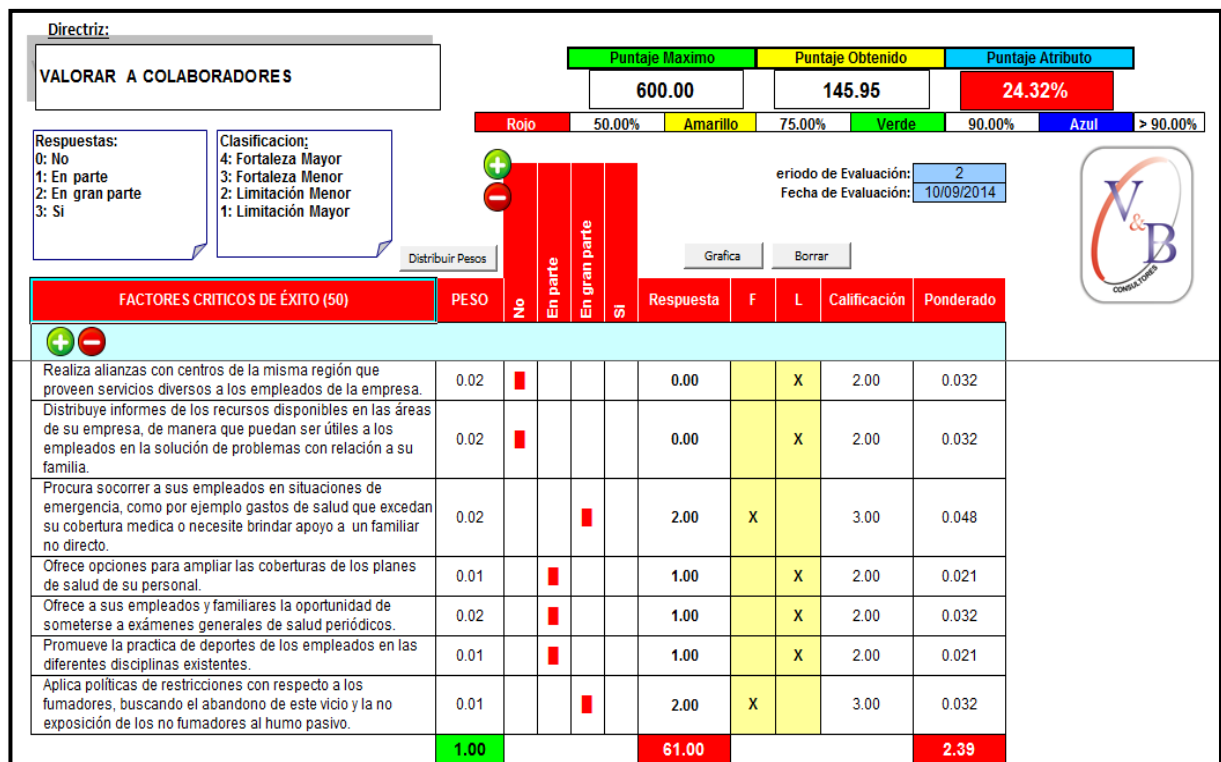 Directriz:
VALORAR A COLABORADORES
Puntaje Maximo Puntaje Obtenido Puntaje Atributo
600.00 145.95 24.32%
Rojo 50.00% Amarillo 75.00% Verde 90.00% Azul > 90.00%
Respuestas:
0: No
1: En parte
2: En gran parte
3: Si
Clasificacion:
4: Fortaleza Mayor
3: Fortaleza Menor
2: Limitación Menor
1: Limitación Mayor
eriodo de Evaluación: 2
Fecha de Evaluación: 10/09/2014
V&B
CONSULTORES
Distribuir Pesos
Grafica
Borrar
FACTORES CRITICOS DE ÉXITO (50) PESO No En parte En gran parte Si Respuesta F L Calificación Ponderado
Realiza alianzas con centros de la misma región que
proveen servicios diversos a los empleados de la empresa.
0.02 0.00 X 2.00 0.032
Distribuye informes de los recursos disponibles en las áreas
de su empresa, de manera que puedan ser útiles a los
empleados en la solución de problemas con relación a su
familia.
0.02 0.00 X 2.00 0.032
Procura socorrer a sus empleados en situaciones de
emergencia, como por ejemplo gastos de salud que excedan
su cobertura medica o necesite brindar apoyo a un familiar
no directo.
0.02 2.00 X 3.00 0.048
Ofrece opciones para ampliar las coberturas de los planes
de salud de su personal.
0.01 1.00 X 2.00 0.021
Ofrece a sus empleados y familiares la oportunidad de
someterse a exámenes generales de salud periódicos.
0.02 1.00 X 2.00 0.032
Promueve la practica de deportes de los empleados en las
diferentes disciplinas existentes.
0.01 1.00 X 2.00 0.021
Aplica políticas de restricciones con respecto a los
fumadores, buscando el abandono de este vicio y la no
exposición de los no fumadores al humo pasivo.
0.01 2.00 X 3.00 0.032
1.00 61.00 2.39